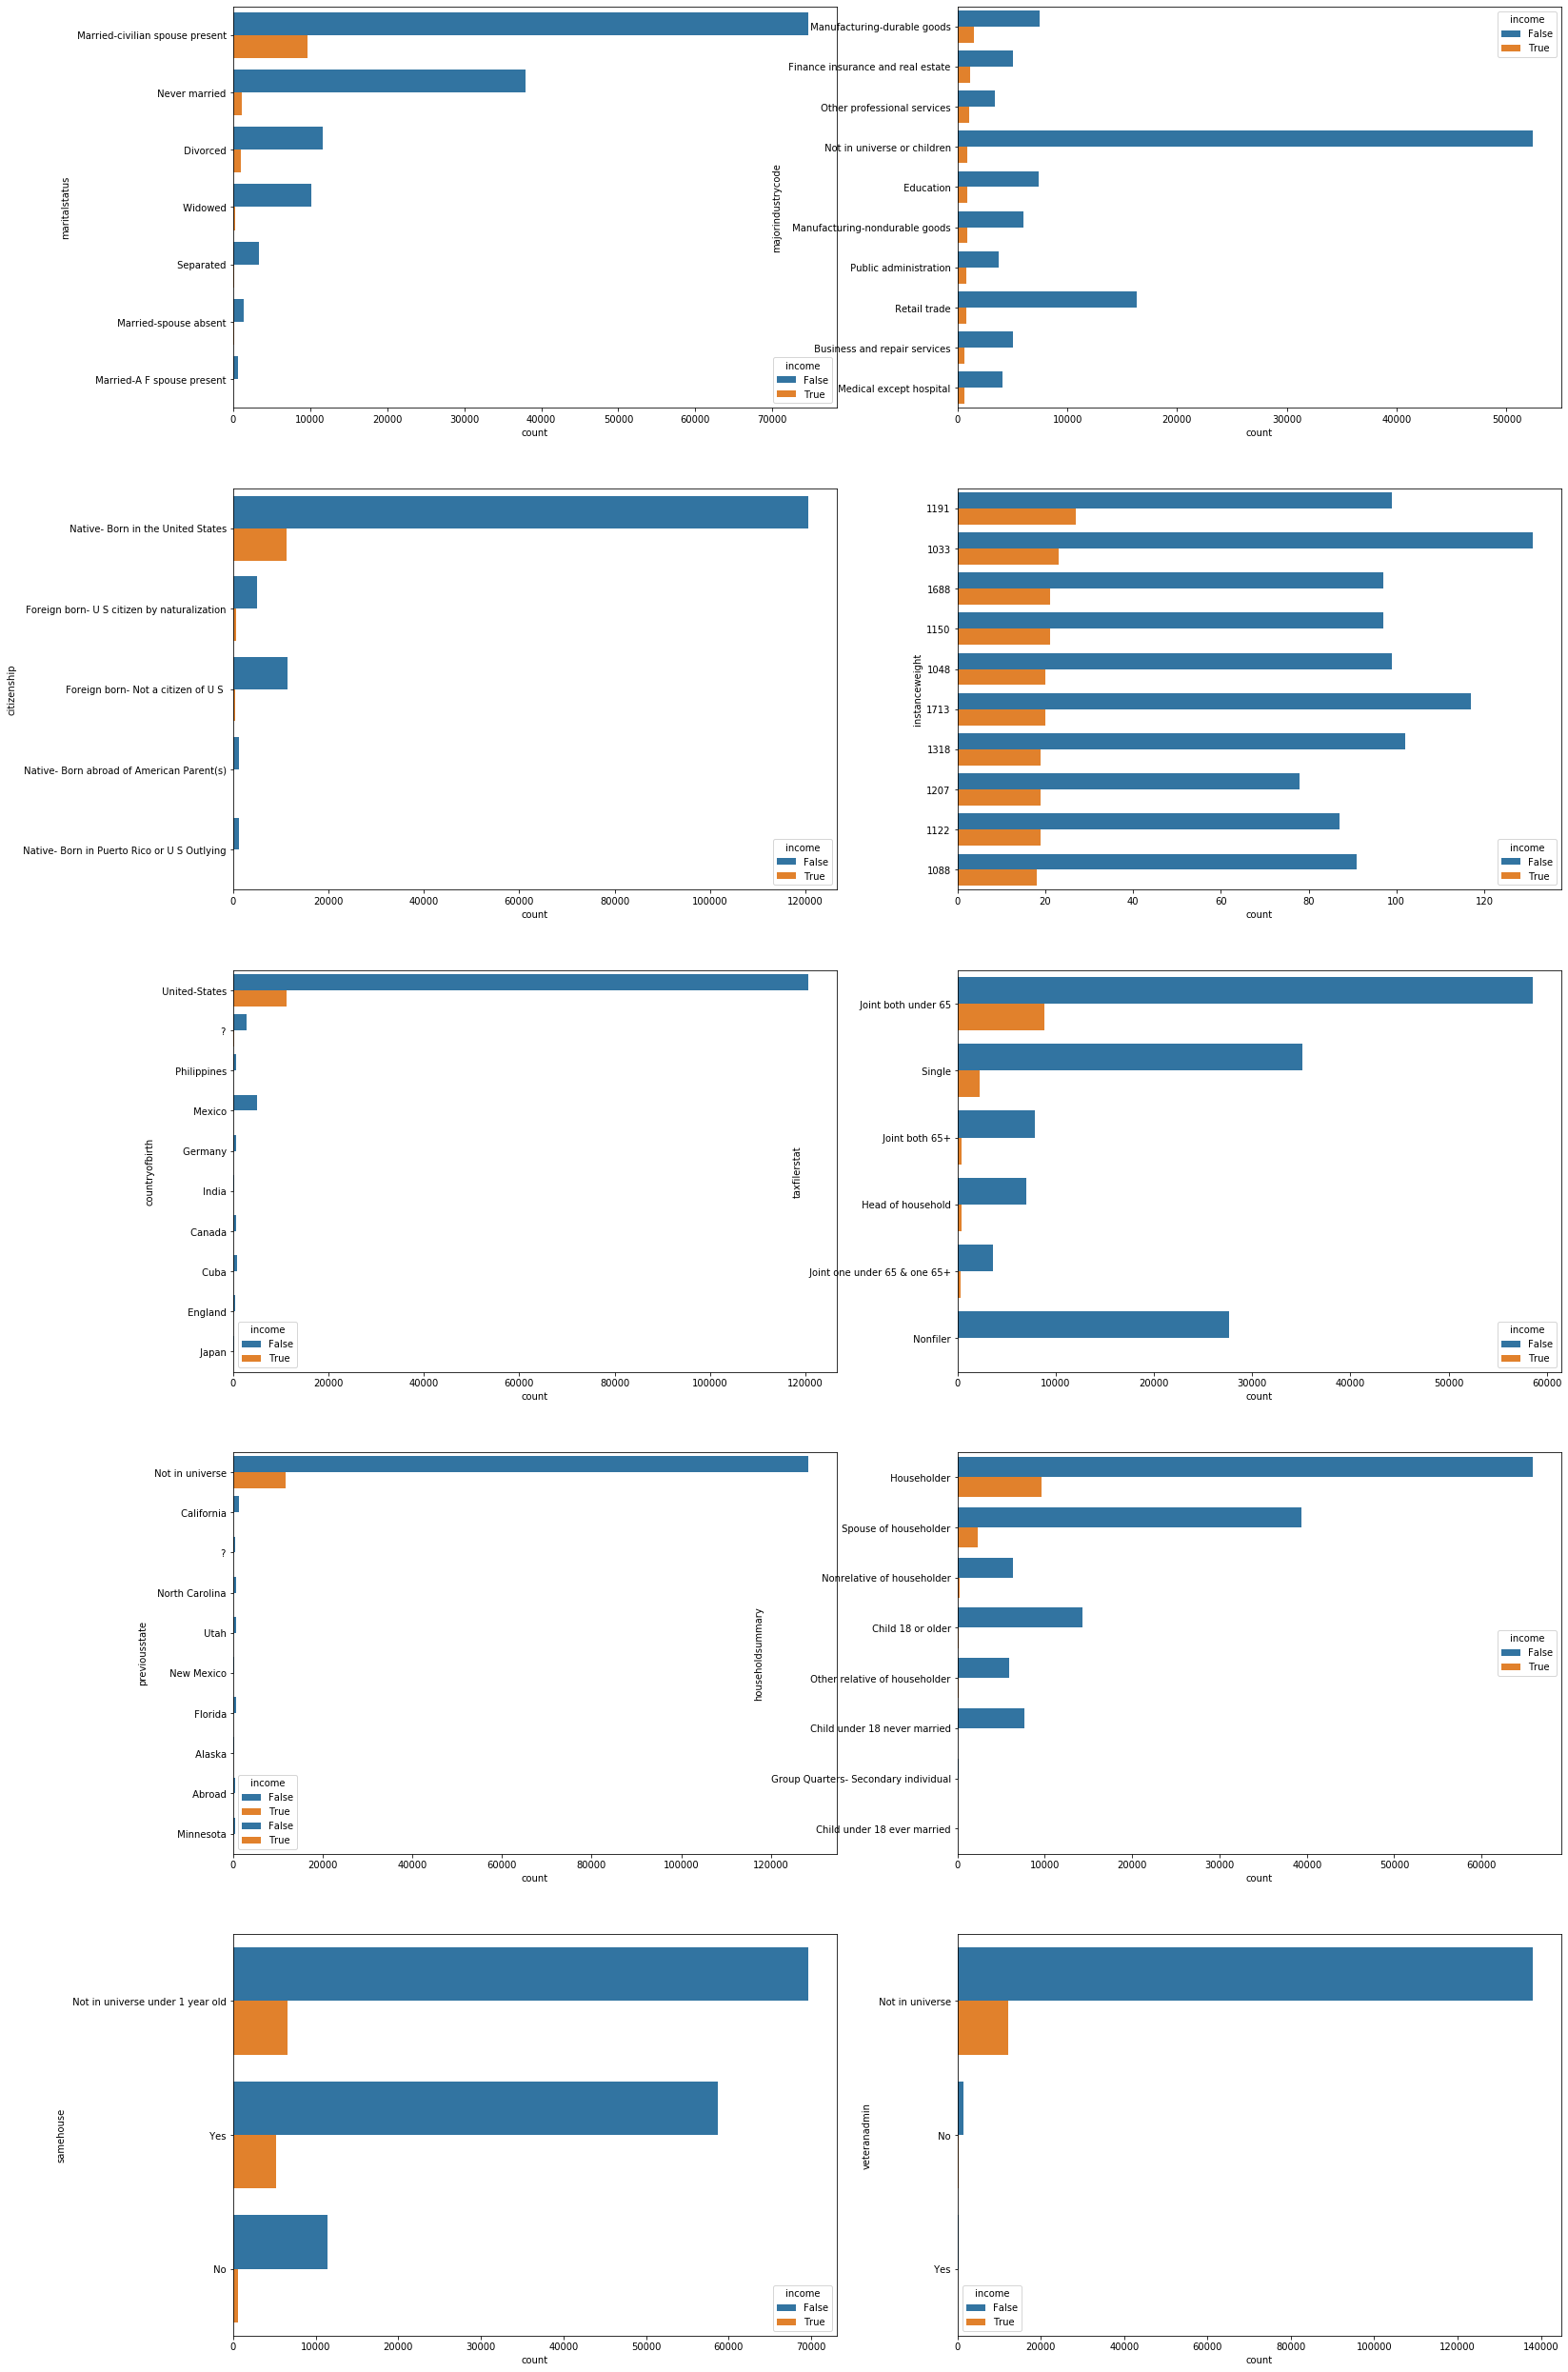 Married-civilian spouse present
Never married
Divorced
Widowed
Separated
Married-spouse absent
Married-A F spouse present
maritalstatus
0 10000 20000 30000 40000 50000 60000 70000
count
income
False
True
Manufacturing-durable goods
Finance insurance and real estate
Other professional services
Not in universe or children
Education
Manufacturing-nondurable goods
Public administration
Retail trade
Business and repair services
Medical except hospital
majorindustrycode
0 10000 20000 30000 40000 50000
count
income
False
True
Native- Born in the United States
Foreign born- U S citizen by naturalization
Foreign born- Not a citizen of U S
Native- Born abroad of American Parent(s)
Native- Born in Puerto Rico or U S Outlying
citizenship
0 20000 40000 60000 80000 100000 120000
count
income
False
True
1191
1033
1688
1150
1048
1713
1318
1207
1122
1088
instanceweight
0 20 40 60 80 100 120
count
income
False
True
United-States
?
Philippines
Mexico
Germany
India
Canada
Cuba
England
Japan
countryofbirth
0 20000 40000 60000 80000 100000 120000
count
income
False
True
Joint both under 65
Single
Joint both 65+
Head of household
Joint one under 65 & one 65+
Nonfiler
taxfilerstat
0 10000 20000 30000 40000 50000 60000
count
income
False
True
Not in universe
California
?
North Carolina
Utah
New Mexico
Florida
Alaska
Abroad
Minnesota
previousstate
0 20000 40000 60000 80000 100000 120000
count
income
False
True
False
True
Householder
Spouse of householder
Nonrelative of householder
Child 18 or older
Other relative of householder
Child under 18 never married
Group Quarters- Secondary individual
Child under 18 ever married
householdsummary
0 10000 20000 30000 40000 50000 60000
count
income
False
True
Not in universe under 1 year old
Yes
No
samehouse
0 10000 20000 30000 40000 50000 60000 70000
count
income
False
True
Not in universe
No
Yes
veteranadmin
0 20000 40000 60000 80000 100000 120000 140000
count
income
False
True